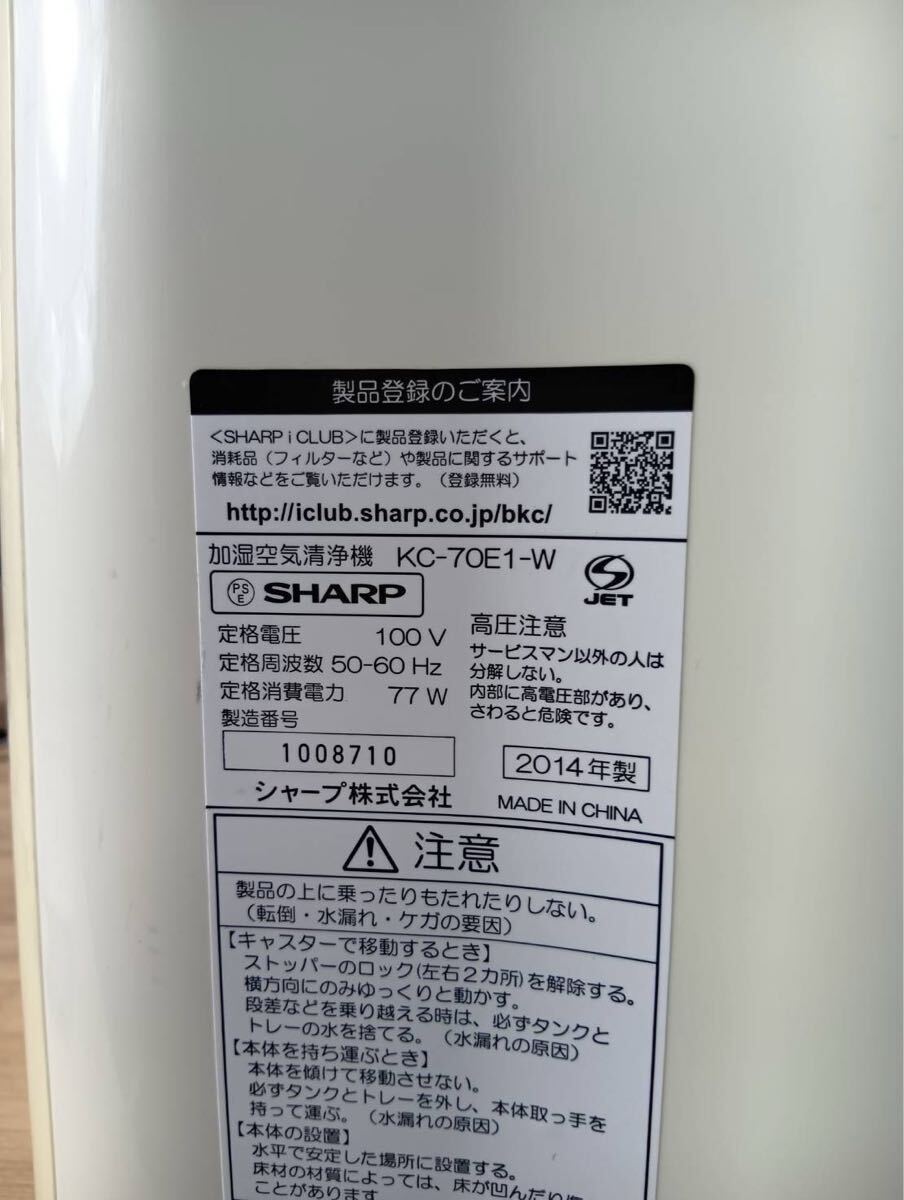 製品登録のご案内
<SHARP i CLUB>に製品登録いただくと、
消耗品（フィルターなど）や製品に関するサポート
情報などをご覧いただけます。（登録無料）
http://iclub.sharp.co.jp/bkc/
加湿空気清浄機 KC-70E1-W
PS E SHARP
JET
定格電圧 100 V
定格周波数 50-60 Hz
定格消費電力 77 W
製造番号
1008710
シャープ株式会社
高圧注意
サービスマン以外の人は
分解しない。
内部に高電圧部があり、
さわると危険です。
2014年製
MADE IN CHINA
注意
製品の上に乗ったりもたれたりしない。
（転倒・水漏れ・ケガの要因）
【キャスターで移動するとき】
ストッパーのロック(左右2カ所)を解除する。
横方向にのみゆっくりと動かす。
段差などを乗り越える時は、必ずタンクと
トレーの水を捨てる。（水漏れの原因）
【本体を持ち運ぶとき】
本体を傾けて移動させない。
必ずタンクとトレーを外し、本体取っ手を
持って運ぶ。（水漏れの原因）
【本体の設置】
水平で安定した場所に設置する。
床材の材質によっては、床が凹んだり
ことがあります